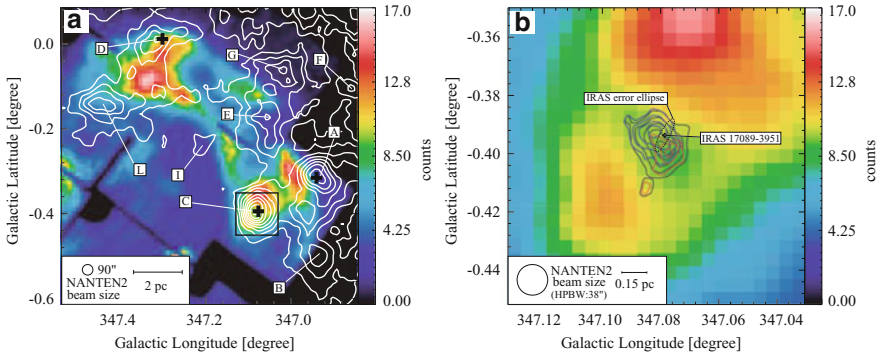 a
Galactic Latitude [degree]
0.0
-0.2
-0.4
-0.6
D
G
F
E
A
L
I
C
B
90"
NANTEN2
beam size
2 pc
347.4
347.2
347.0
Galactic Longitude [degree]
17.0
12.8
8.50
4.25
0.00
counts
b
Galactic Latitude [degree]
-0.36
-0.38
-0.40
-0.42
-0.44
IRAS error ellipse
IRAS 17089-3951
NANTEN2
beam size
(HPBW:38")
0.15 pc
347.12
347.10
347.08
347.06
347.04
Galactic Longitude [degree]
17.0
12.8
8.50
4.25
0.00
counts